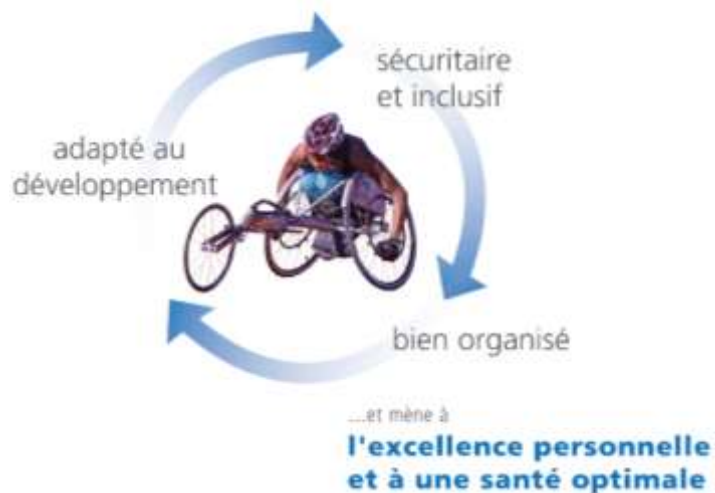 sécuritaire
et inclusif
adapté au
développement
bien organisé
...et mène à
l'excellence personnelle
et à une santé optimale